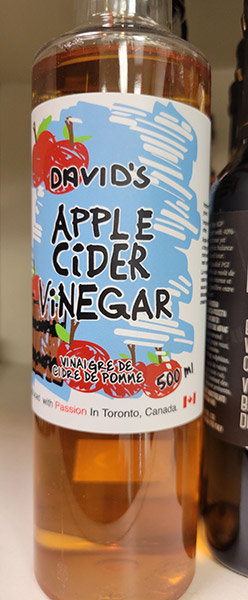 DAVID'S
APPLE
CiDER
ViNEGAR
ViNAIGRE DE
CIDRE DE POMME
500 ml
with Passion In Toronto, Canada.